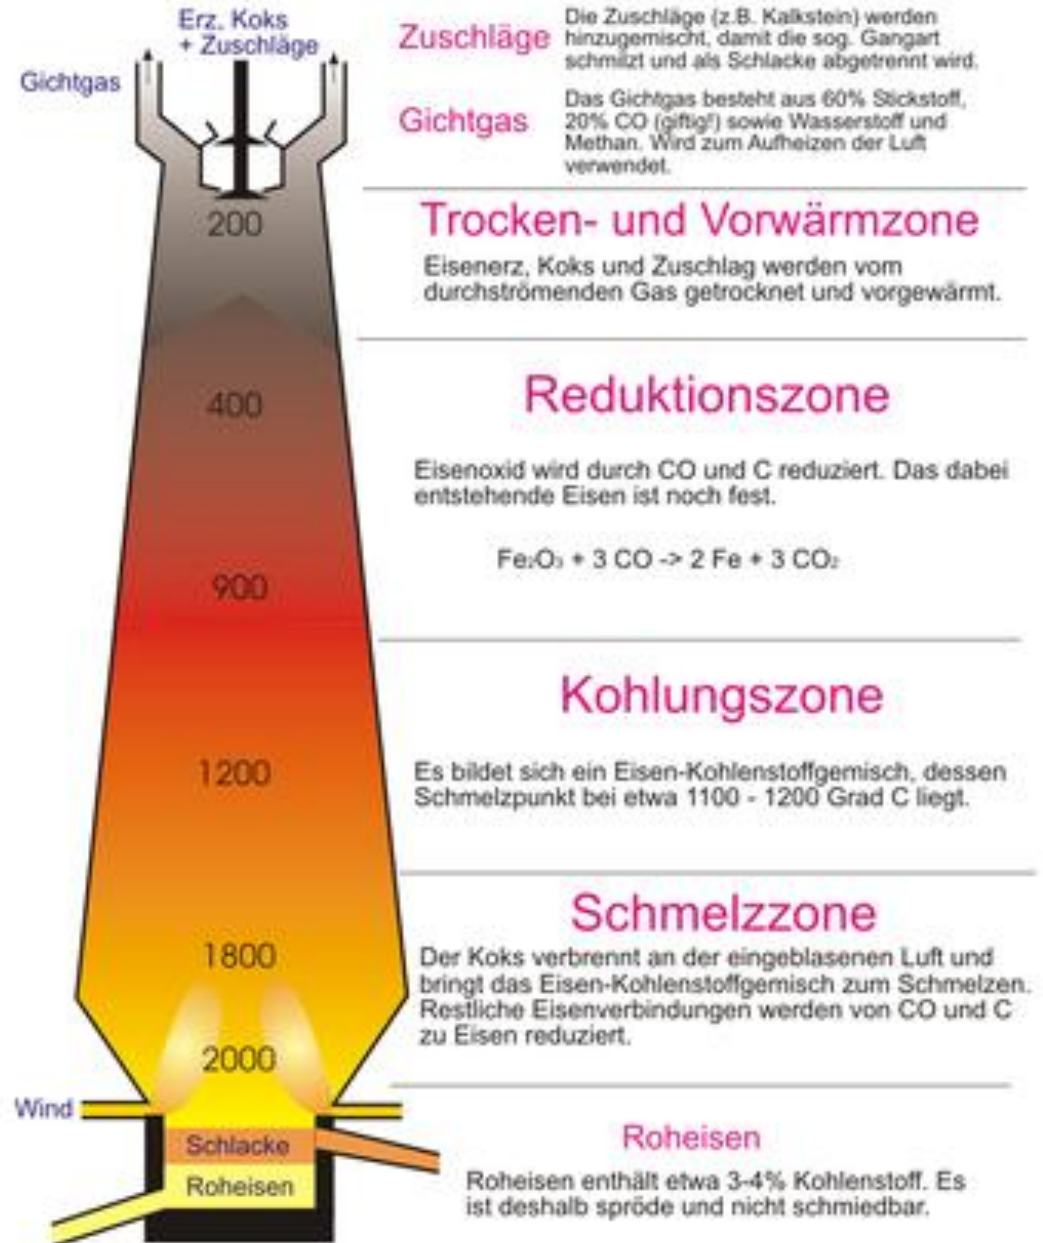 Erz, Koks
+ Zuschläge
Gichtgas
Zuschläge
Die Zuschläge (z.B. Kalkstein) werden
hinzugemischt, damit die sog. Gangart
schmilzt und als Schlacke abgetrennt wird.
Gichtgas
Das Gichtgas besteht aus 60% Stickstoff,
20% CO (giftig!) sowie Wasserstoff und
Methan. Wird zum Aufheizen der Luft
verwendet.
200
Trocken- und Vorwärmzone
Eisenerz, Koks und Zuschlag werden vom
durchströmenden Gas getrocknet und vorgewärmt.
400
Reduktionszone
Eisenoxid wird durch CO und C reduziert. Das dabei
entstehende Eisen ist noch fest.
Fe₂O₃ + 3 CO -> 2 Fe + 3 CO₂
900
Kohlungszone
1200
Es bildet sich ein Eisen-Kohlenstoffgemisch, dessen
Schmelzpunkt bei etwa 1100 - 1200 Grad C liegt.
Schmelzzone
1800
Der Koks verbrennt an der eingeblasenen Luft und
bringt das Eisen-Kohlenstoffgemisch zum Schmelzen.
Restliche Eisenverbindungen werden von CO und C
zu Eisen reduziert.
2000
Wind
Schlacke
Roheisen
Roheisen
Roheisen enthält etwa 3-4% Kohlenstoff. Es
ist deshalb spröde und nicht schmiedbar.